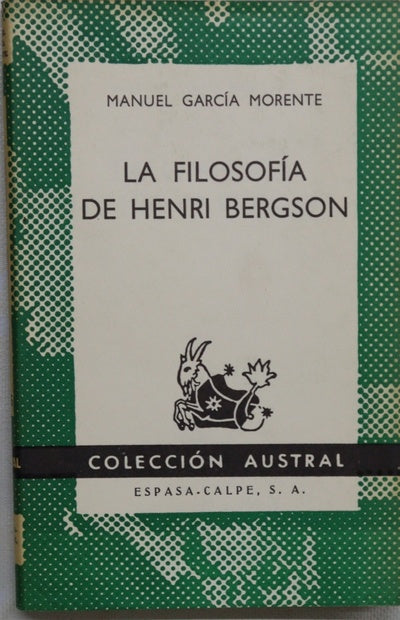 MANUEL GARCÍA MORENTE
LA FILOSOFÍA
DE HENRI BERGSON
COLECCIÓN AUSTRAL
ESPASA-CALPE, S. A.